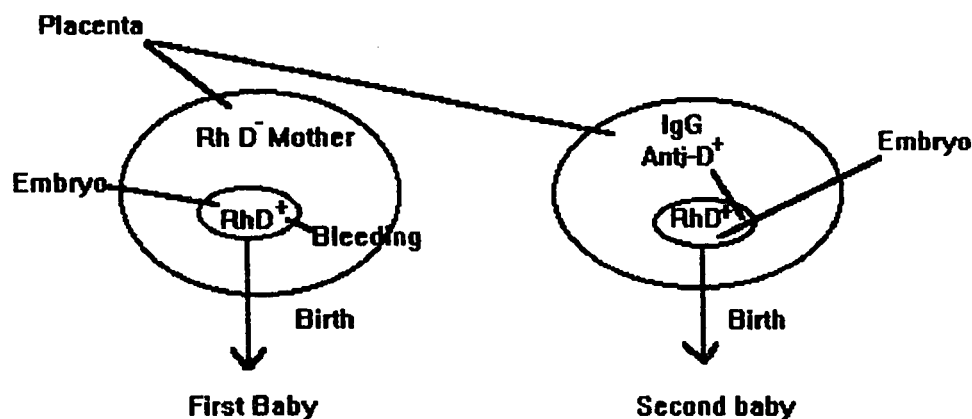 Placenta
Rh D⁻ Mother
Embryo
RhD⁺
Bleeding
Birth
First Baby
IgG
Anti-D⁺
Embryo
RhD⁺
Birth
Second baby